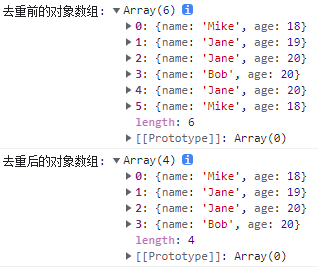 去重前的对象数组: ▼Array(6) i
▶0: {name: 'Mike', age: 18}
▶1: {name: 'Jane', age: 19}
▶2: {name: 'Jane', age: 20}
▶3: {name: 'Bob', age: 20}
▶4: {name: 'Jane', age: 20}
▶5: {name: 'Mike', age: 18}
length: 6
▶[[Prototype]]: Array(0)
去重后的对象数组: ▼Array(4) i
▶0: {name: 'Mike', age: 18}
▶1: {name: 'Jane', age: 19}
▶2: {name: 'Jane', age: 20}
▶3: {name: 'Bob', age: 20}
length: 4
▶[[Prototype]]: Array(0)